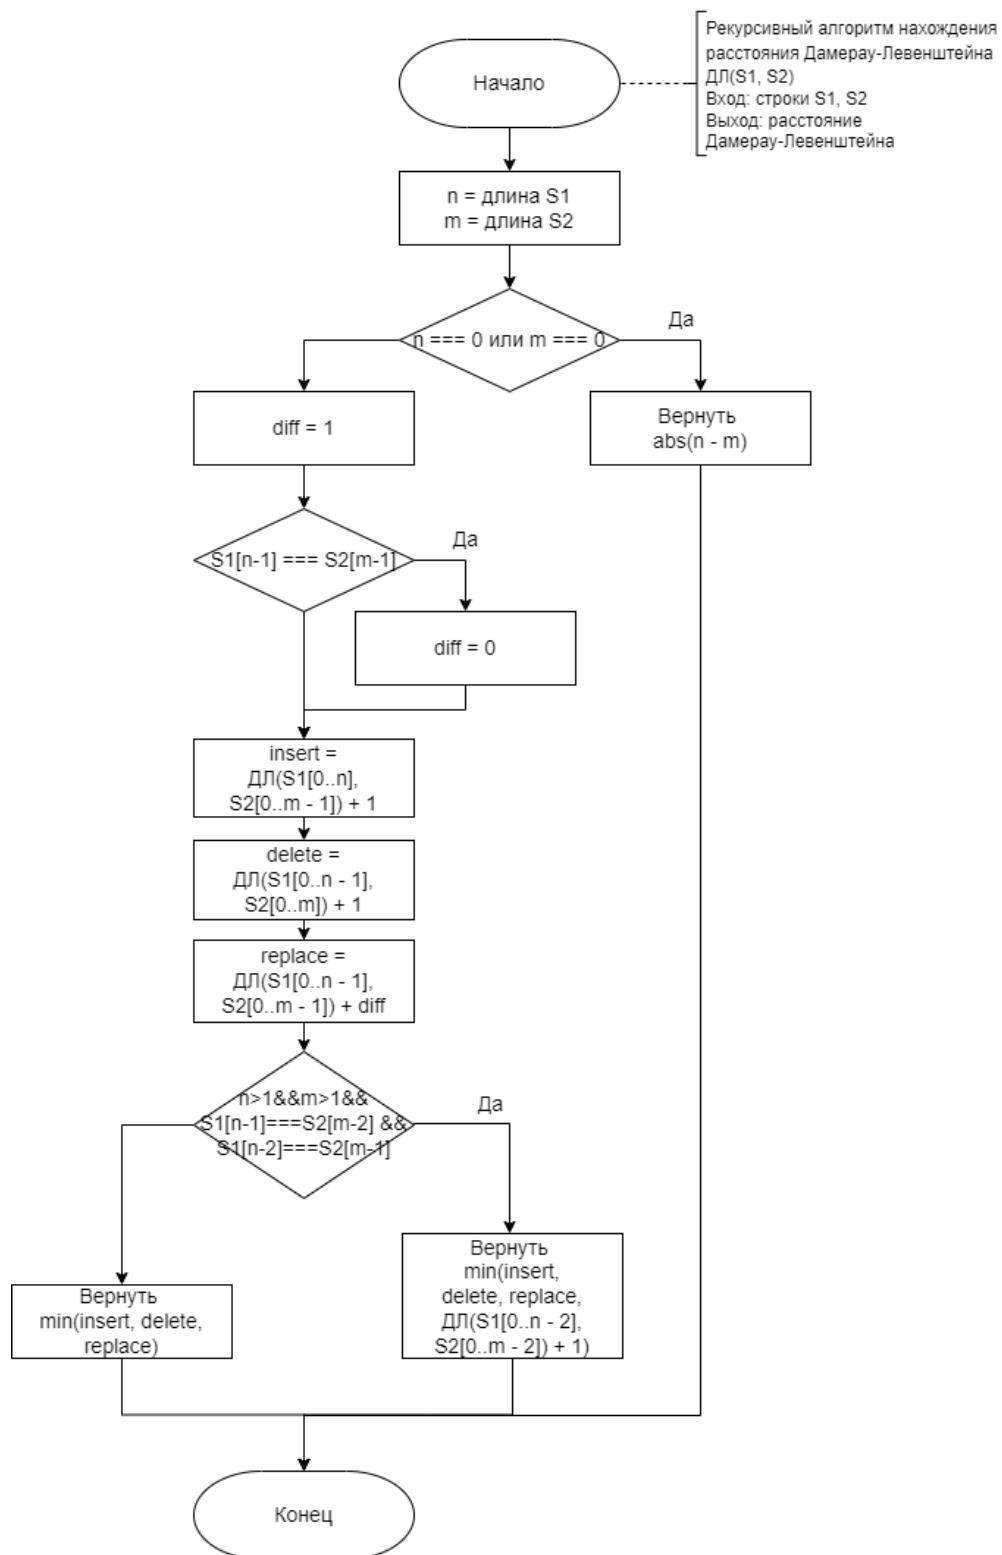 Начало
Рекурсивный алгоритм нахождения
расстояния Дамерау-Левенштейна
ДЛ(S1, S2)
Вход: строки S1, S2
Выход: расстояние
Дамерау-Левенштейна
n = длина S1
m = длина S2
n === 0 или m === 0
Да
diff = 1
Вернуть
abs(n - m)
S1[n-1] === S2[m-1]
Да
diff = 0
insert =
ДЛ(S1[0..n],
S2[0..m - 1]) + 1
delete =
ДЛ(S1[0..n - 1],
S2[0..m]) + 1
replace =
ДЛ(S1[0..n - 1],
S2[0..m - 1]) + diff
n>1&&m>1&&
S1[n-1]===S2[m-2] &&
S1[n-2]===S2[m-1]
Да
Вернуть
min(insert, delete,
replace)
Вернуть
min(insert,
delete, replace,
ДЛ(S1[0..n - 2],
S2[0..m - 2]) + 1)
Конец